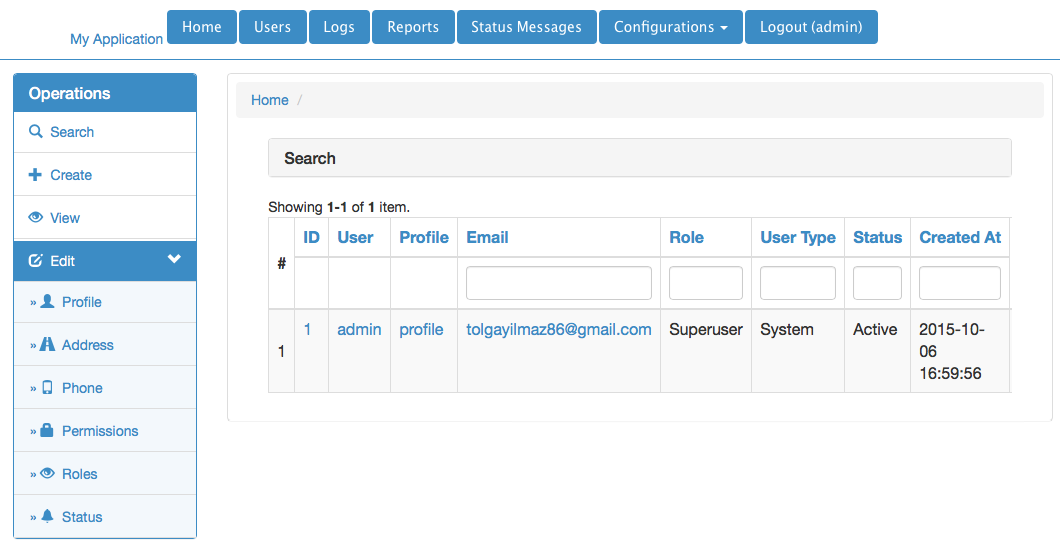 My Application Home Users Logs Reports Status Messages Configurations Logout (admin)
Operations
Search
Create
View
Edit
» Profile
» Address
» Phone
» Permissions
» Roles
» Status
Home /
Search
Showing 1-1 of 1 item.
# ID User Profile Email Role User Type Status Created At
1 1 admin profile tolgayilmaz86@gmail.com Superuser System Active 2015-10-
06
16:59:56